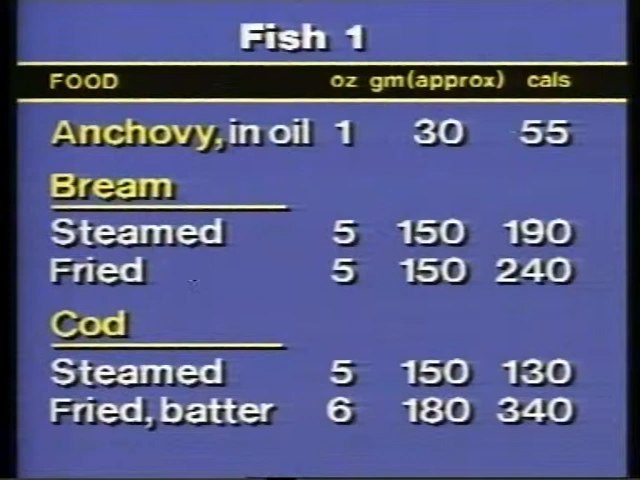 Fish 1
FOOD oz gm(approx) cals
Anchovy, in oil 1 30 55
Bream
Steamed 5 150 190
Fried 5 150 240
Cod
Steamed 5 150 130
Fried, batter 6 180 340